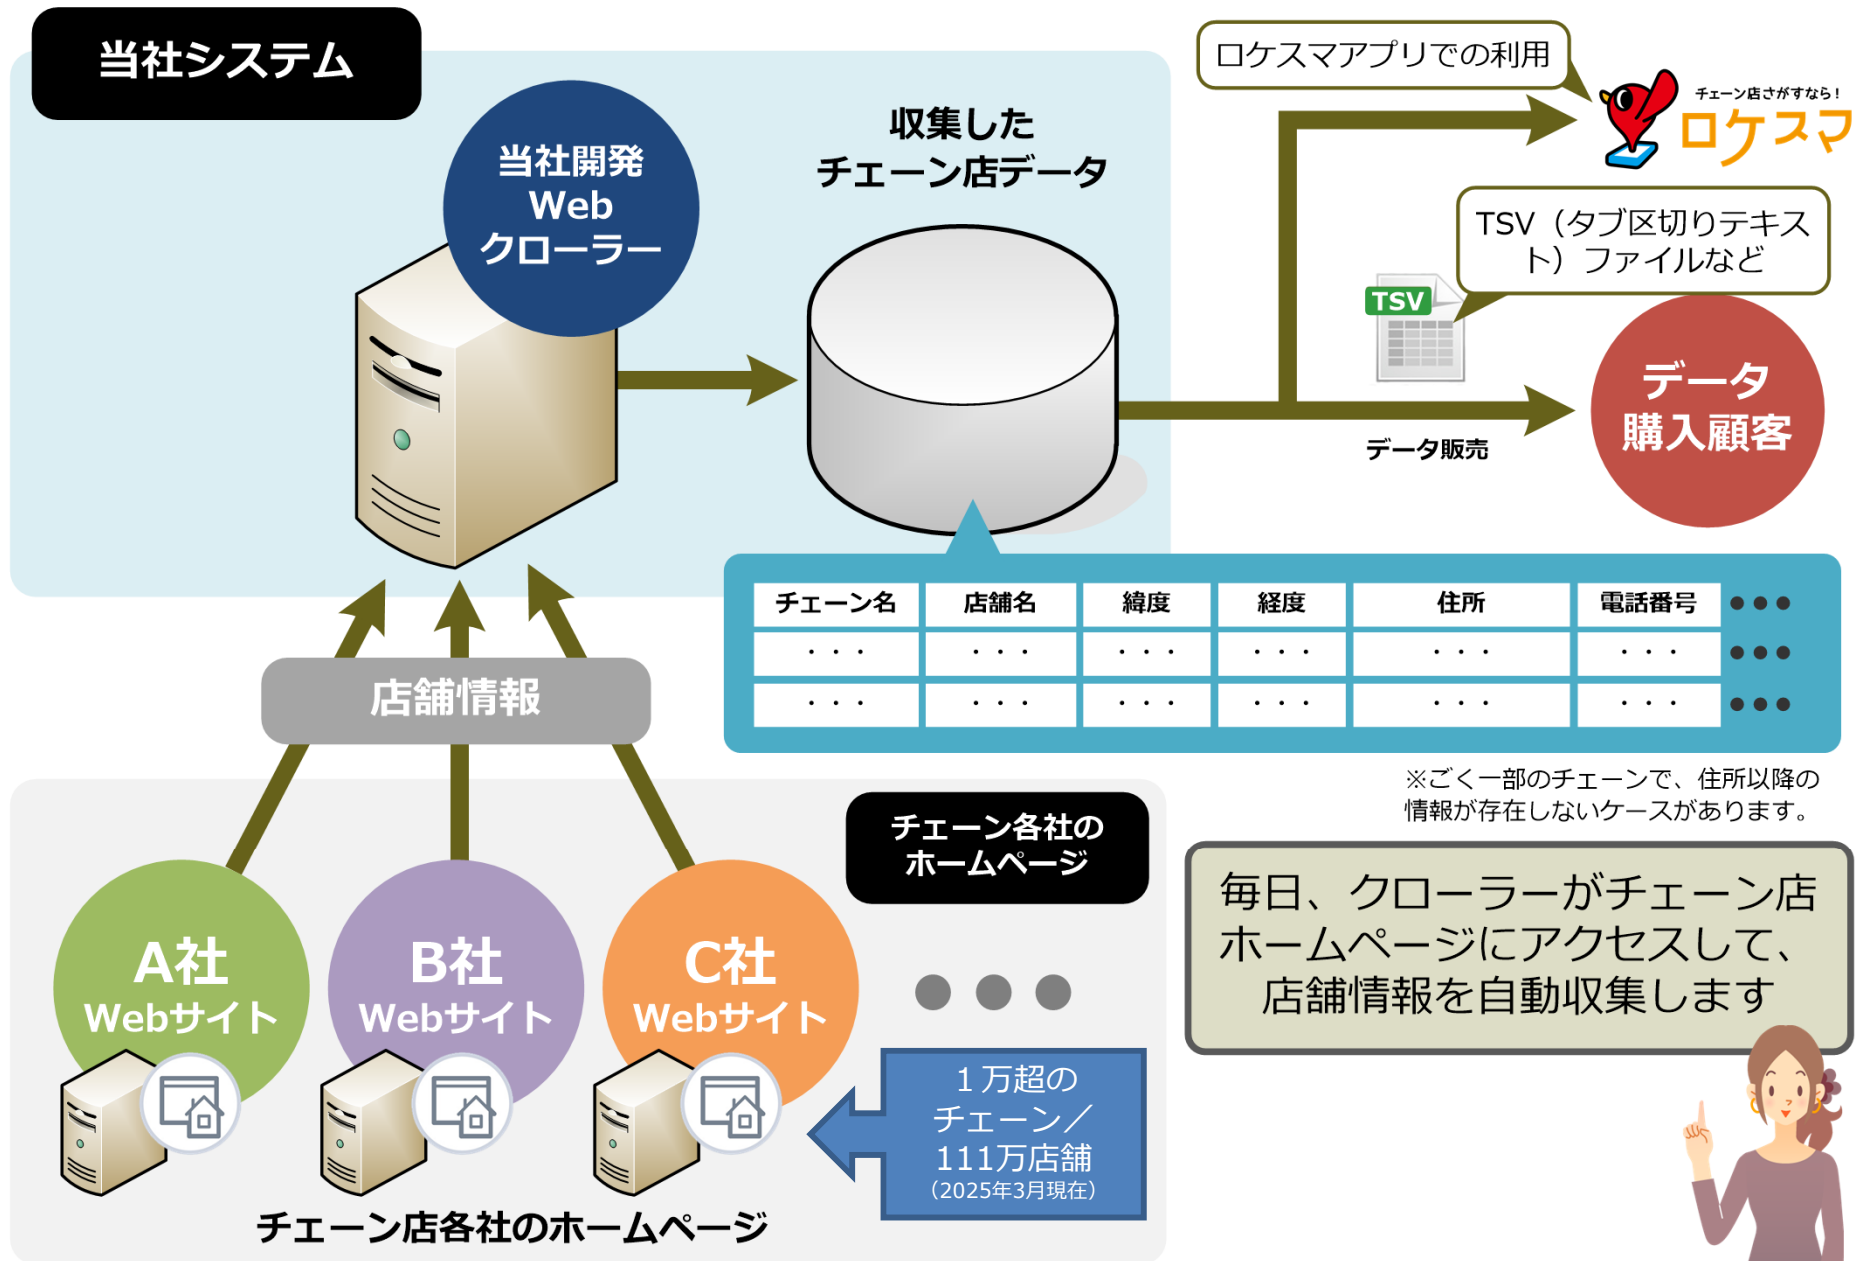 当社システム
当社開発
Web
クローラー
収集した
チェーン店データ
ロケスマアプリでの利用
チェーン店さがすなら!
ロケスマ
TSV（タブ区切りテキス
ト）ファイルなど
TSV
データ
購入顧客
データ販売
チェーン名 店舗名 緯度 経度 住所 電話番号 ●●●
・・・ ・・・ ・・・ ・・・ ・・・ ・・・ ●●●
・・・ ・・・ ・・・ ・・・ ・・・ ・・・ ●●●
※ごく一部のチェーンで、住所以降の
情報が存在しないケースがあります。
店舗情報
チェーン各社の
ホームページ
A社
Webサイト
B社
Webサイト
C社
Webサイト
●●●
１万超の
チェーン／
111万店舗
（2025年3月現在）
チェーン店各社のホームページ
毎日、クローラーがチェーン店
ホームページにアクセスして、
店舗情報を自動収集します